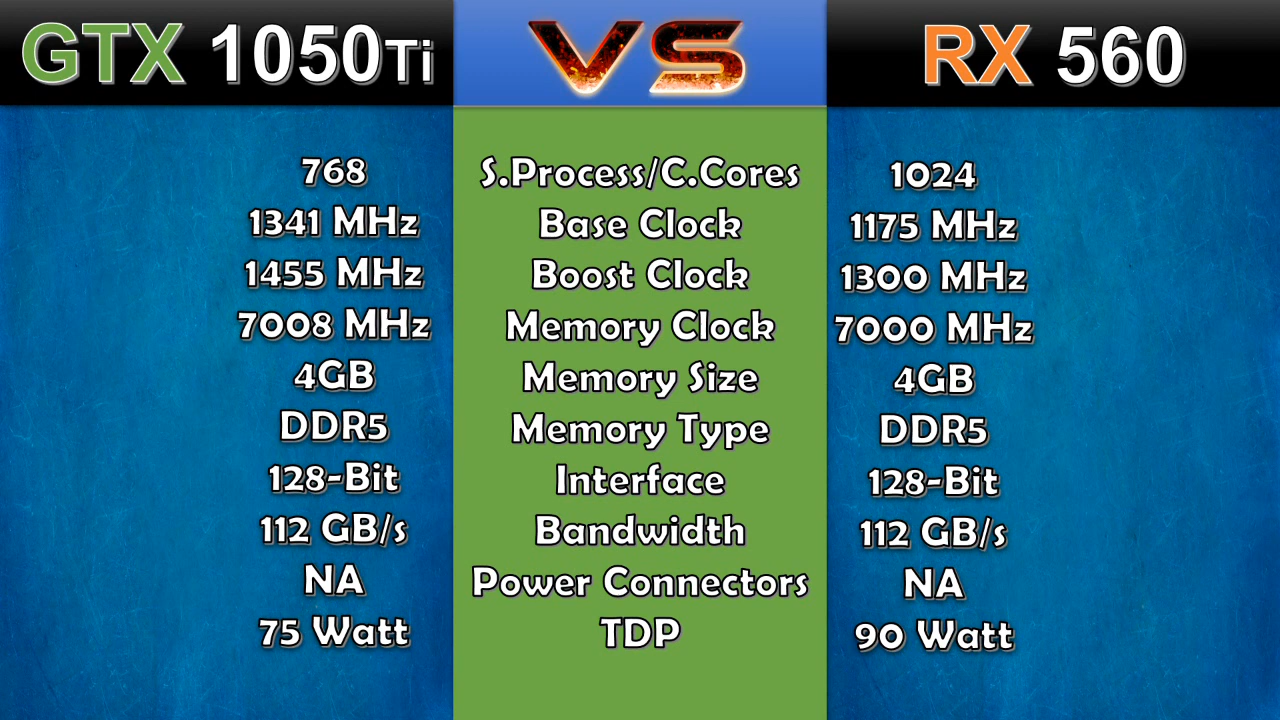 GTX 1050Ti VS RX 560
768 S.Process/C.Cores 1024
1341 MHz Base Clock 1175 MHz
1455 MHz Boost Clock 1300 MHz
7008 MHz Memory Clock 7000 MHz
4GB Memory Size 4GB
DDR5 Memory Type DDR5
128-Bit Interface 128-Bit
112 GB/s Bandwidth 112 GB/s
NA Power Connectors NA
75 Watt TDP 90 Watt